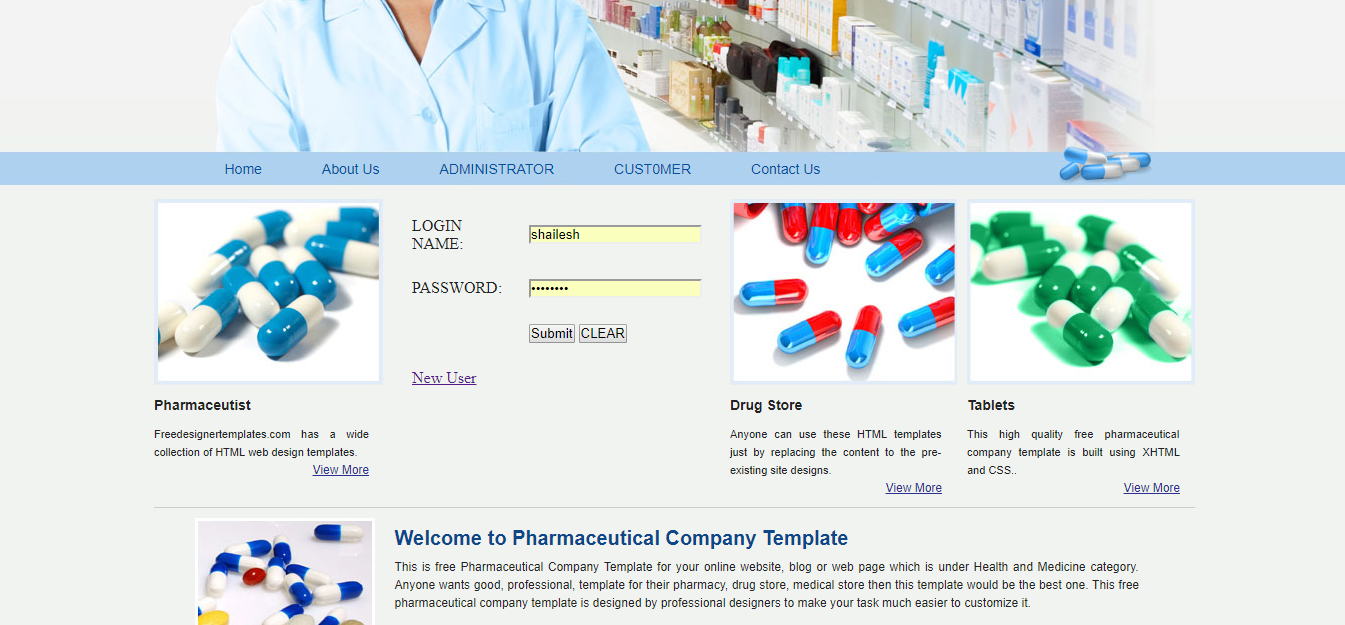 Home About Us ADMINISTRATOR CUST0MER Contact Us
LOGIN
NAME:
shailesh
PASSWORD:
••••••••
Submit CLEAR
New User
Pharmaceutist
Freedesignertemplates.com has a wide
collection of HTML web design templates.
View More
Drug Store
Anyone can use these HTML templates
just by replacing the content to the pre-
existing site designs.
View More
Tablets
This high quality free pharmaceutical
company template is built using XHTML
and CSS..
View More
Welcome to Pharmaceutical Company Template
This is free Pharmaceutical Company Template for your online website, blog or web page which is under Health and Medicine category.
Anyone wants good, professional, template for their pharmacy, drug store, medical store then this template would be the best one. This free
pharmaceutical company template is designed by professional designers to make your task much easier to customize it.